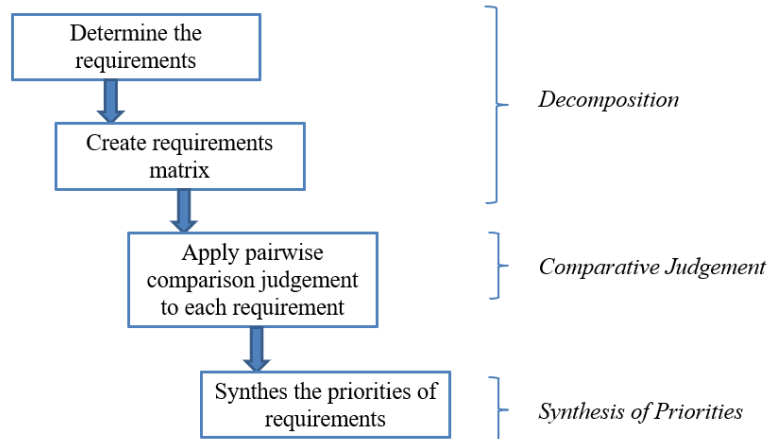 Determine the
requirements
Decomposition
Create requirements
matrix
Apply pairwise
comparison judgement
to each requirement
Comparative Judgement
Synthes the priorities of
requirements
Synthesis of Priorities